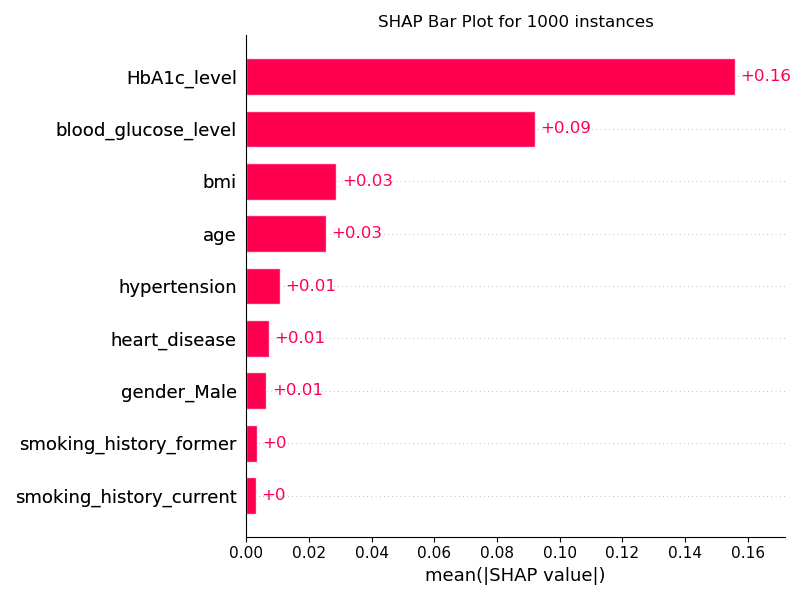 SHAP Bar Plot for 1000 instances
HbA1c_level +0.16
blood_glucose_level +0.09
bmi +0.03
age +0.03
hypertension +0.01
heart_disease +0.01
gender_Male +0.01
smoking_history_former +0
smoking_history_current +0
0.00 0.02 0.04 0.06 0.08 0.10 0.12 0.14 0.16
mean(|SHAP value|)